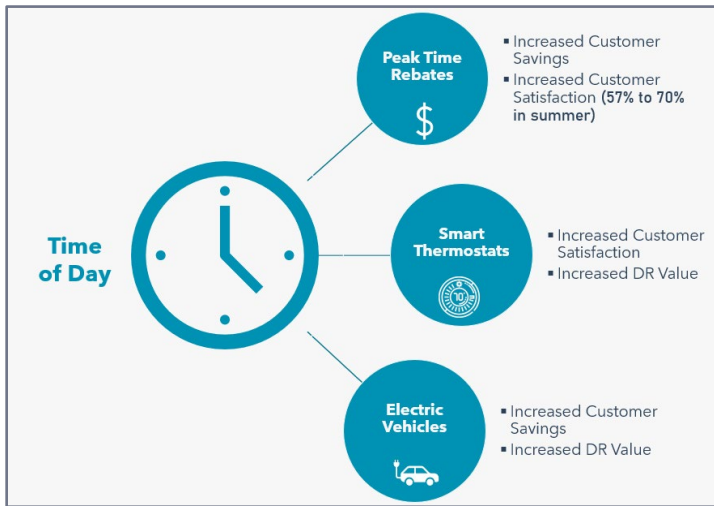 Time
of Day
Peak Time
Rebates
$
▪ Increased Customer
Savings
▪ Increased Customer
Satisfaction (57% to 70%
in summer)
Smart
Thermostats
70°
▪ Increased Customer
Satisfaction
▪ Increased DR Value
Electric
Vehicles
▪ Increased Customer
Savings
▪ Increased DR Value